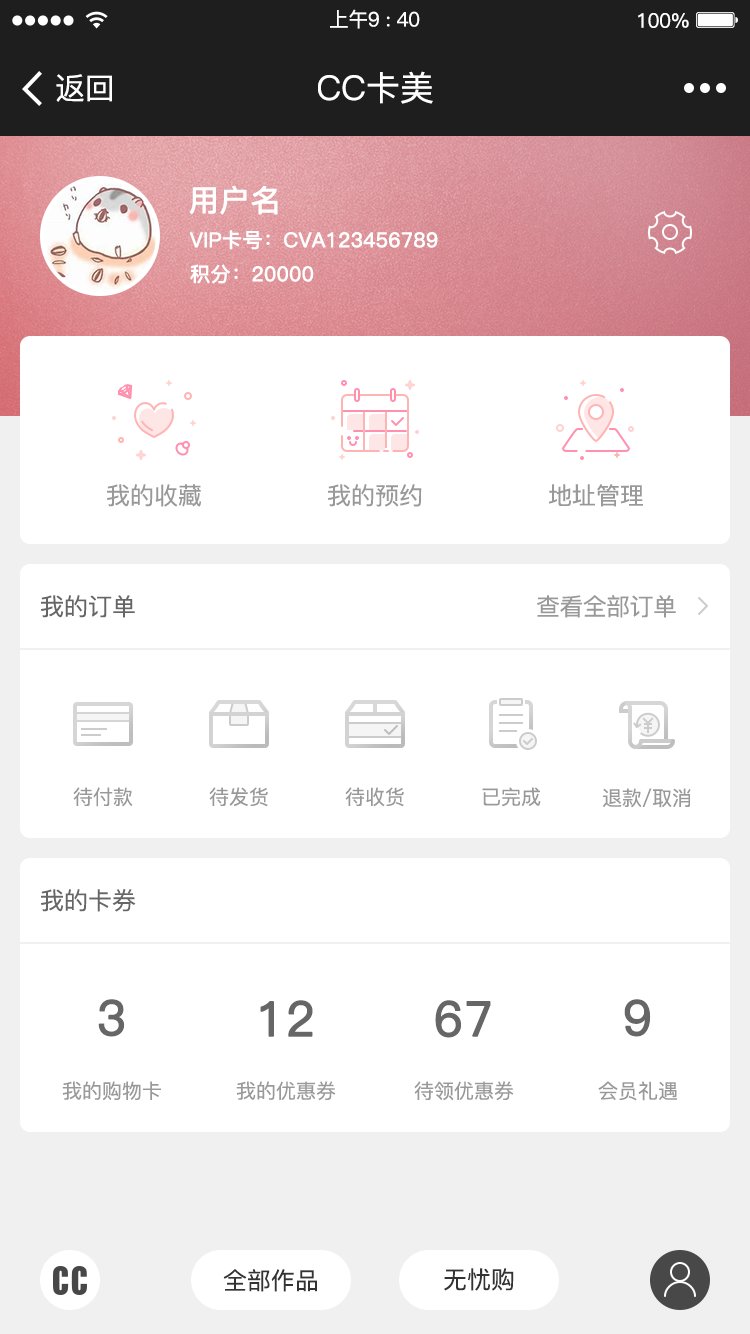 上午9 : 40
100%
返回
CC卡美
用户名
VIP卡号：CVA123456789
积分：20000
我的收藏
我的预约
地址管理
我的订单
查看全部订单
待付款
待发货
待收货
已完成
退款/取消
我的卡券
3
12
67
9
我的购物卡
我的优惠券
待领优惠券
会员礼遇
CC
全部作品
无忧购